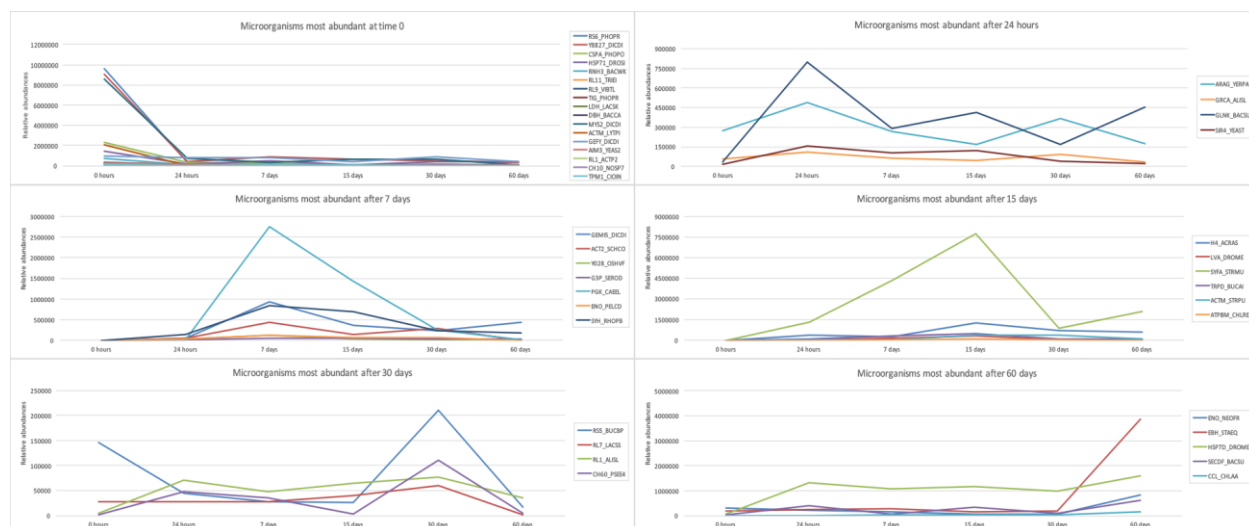 Microorganisms most abundant at time 0
Relative abundances
12000000
10000000
8000000
6000000
4000000
2000000
0
0 hours
24 hours
7 days
15 days
30 days
60 days
RS6_PHOPR
Y8827_DICDI
CSPA_PHOPO
HSP71_DROSI
RNH3_BACWK
RL11_TRIEI
RL9_VIBTL
TIG_PHOPR
LDH_LACSK
DBH_BACCA
MYS2_DICDI
ACTM_LYTPI
GEFY_DICDI
AIM3_YEAS2
RL1_ACTP2
CH10_NOSP7
TPM1_CIOIN
Microorganisms most abundant after 24 hours
Relative abundances
900000
750000
600000
450000
300000
150000
0
0 hours
24 hours
7 days
15 days
30 days
60 days
ARAG_YERPA
GRCA_ALISL
GLNK_BACSU
SIR4_YEAST
Microorganisms most abundant after 7 days
Relative abundances
3000000
2500000
2000000
1500000
1000000
500000
0
0 hours
24 hours
7 days
15 days
30 days
60 days
GEMI5_DICDI
ACT2_SCHCO
Y028_OSHVF
G3P_SEROD
PGK_CAEEL
ENO_PELCD
SYH_RHOPB
Microorganisms most abundant after 15 days
Relative abundances
9000000
7500000
6000000
4500000
3000000
1500000
0
0 hours
24 hours
7 days
15 days
30 days
60 days
H4_ACRAS
LVA_DROME
SYFA_STRMU
TRPD_BUCAI
ACTM_STRPU
ATPBM_CHLRE
Microorganisms most abundant after 30 days
Relative abundances
250000
200000
150000
100000
50000
0
0 hours
24 hours
7 days
15 days
30 days
60 days
RS5_BUCBP
RL7_LACSS
RL1_ALISL
CH60_PSE84
Microorganisms most abundant after 60 days
Relative abundances
5000000
4000000
3000000
2000000
1000000
0
0 hours
24 hours
7 days
15 days
30 days
60 days
ENO_NEOFR
EBH_STAEQ
HSP7D_DROME
SECDF_BACSU
CCL_CHLAA